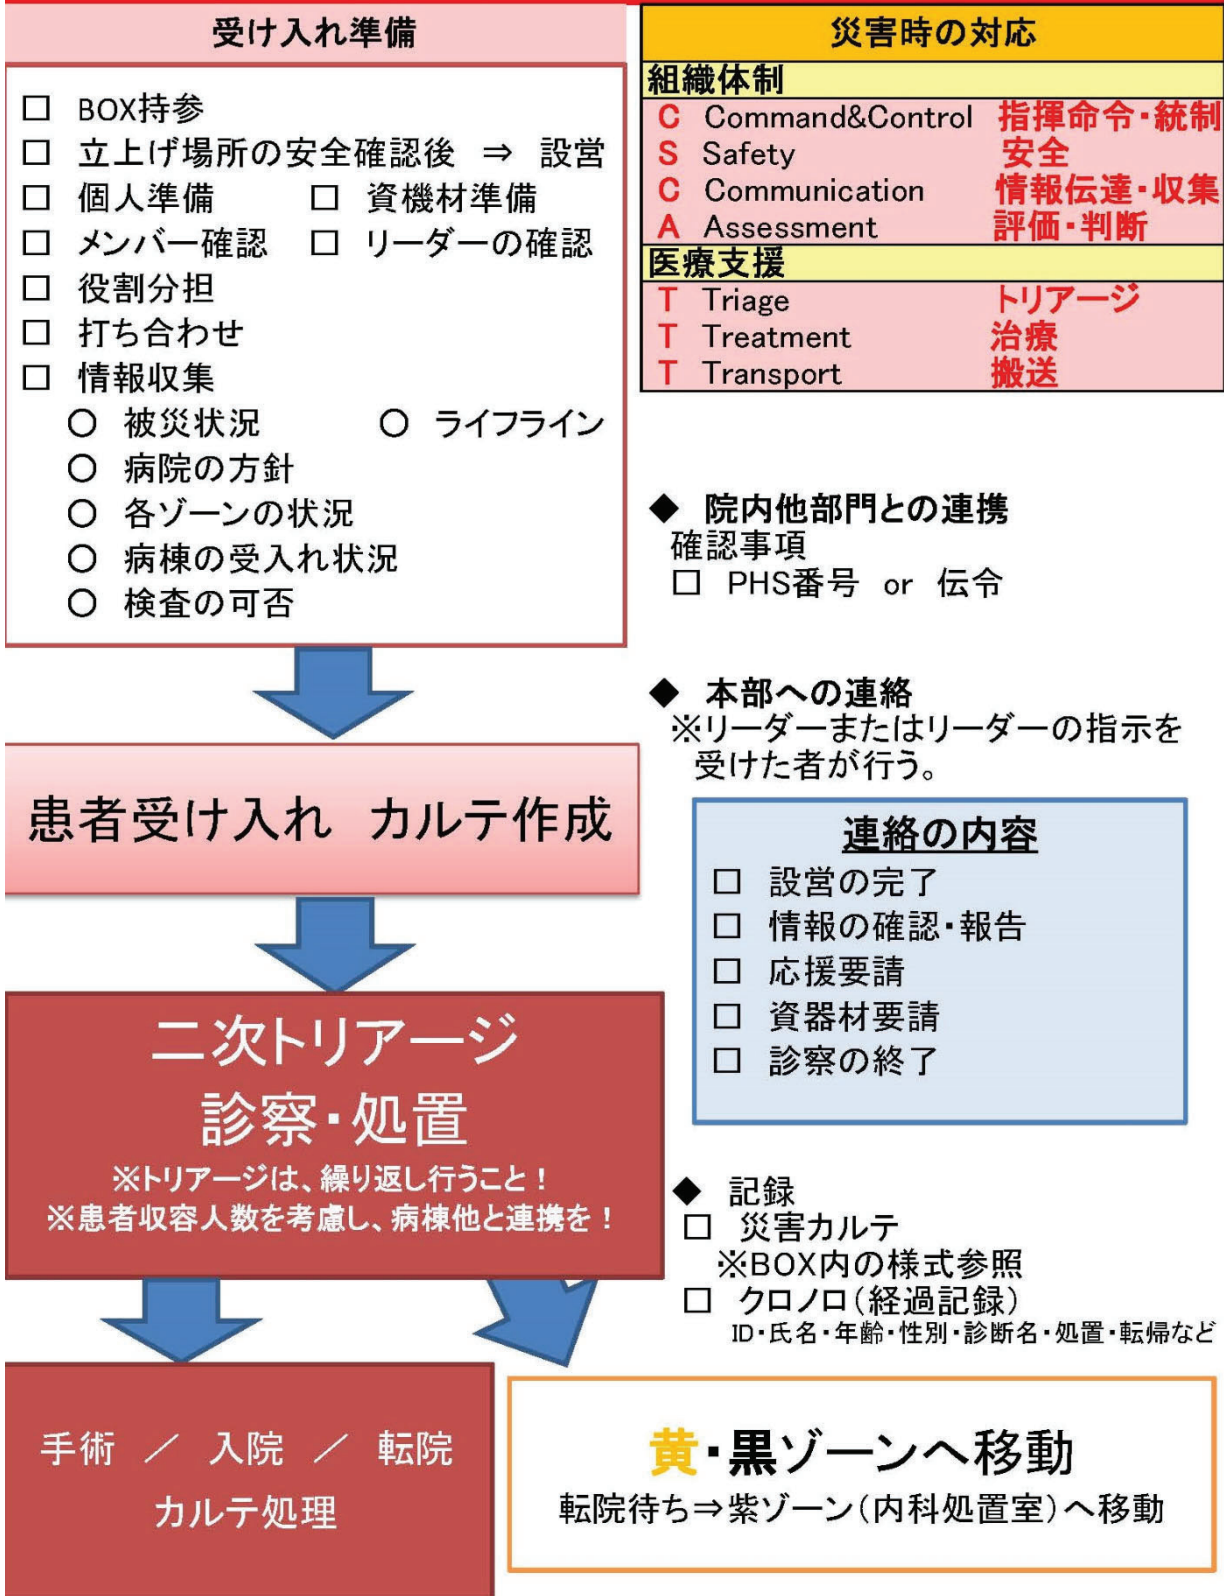 受け入れ準備
□ BOX持参
□ 立上げ場所の安全確認後 ⇒ 設営
□ 個人準備 □ 資機材準備
□ メンバー確認 □ リーダーの確認
□ 役割分担
□ 打ち合わせ
□ 情報収集
○ 被災状況 ○ ライフライン
○ 病院の方針
○ 各ゾーンの状況
○ 病棟の受入れ状況
○ 検査の可否
患者受け入れ カルテ作成
二次トリアージ
診察・処置
※トリアージは、繰り返し行うこと！
※患者収容人数を考慮し、病棟他と連携を！
手術 ／ 入院 ／ 転院
カルテ処理
災害時の対応
組織体制
C Command&Control 指揮命令・統制
S Safety 安全
C Communication 情報伝達・収集
A Assessment 評価・判断
医療支援
T Triage トリアージ
T Treatment 治療
T Transport 搬送
◆ 院内他部門との連携
確認事項
□ PHS番号 or 伝令
◆ 本部への連絡
※リーダーまたはリーダーの指示を
受けた者が行う。
連絡の内容
□ 設営の完了
□ 情報の確認・報告
□ 応援要請
□ 資器材要請
□ 診察の終了
◆ 記録
□ 災害カルテ
※BOX内の様式参照
□ クロノロ（経過記録）
ID・氏名・年齢・性別・診断名・処置・転帰など
黄・黒ゾーンへ移動
転院待ち⇒紫ゾーン（内科処置室）へ移動